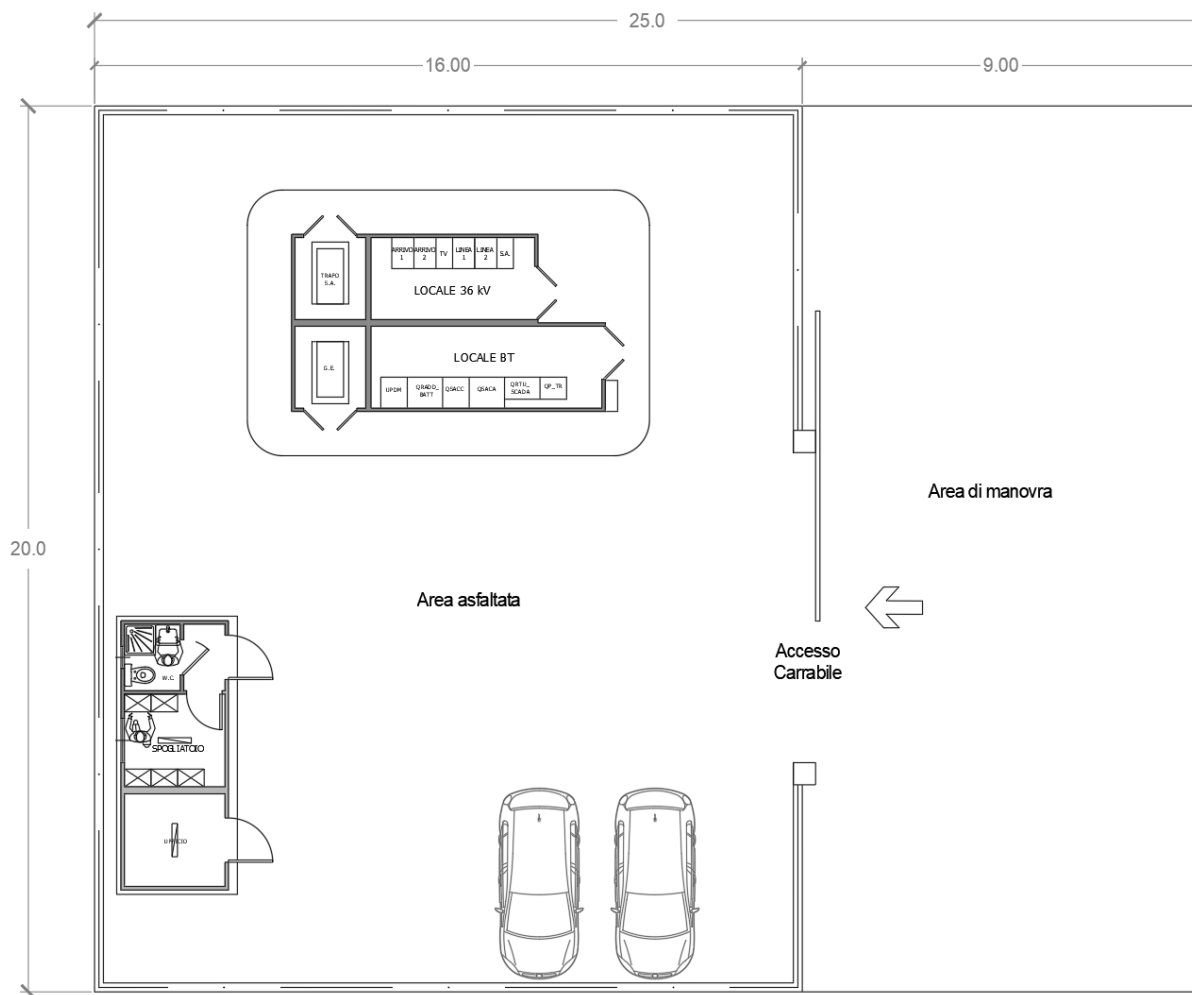 25.0
16.00
9.00
20.0
ARRIVO
1
ARRIVO
2
TV
LINEA
1
LINEA
2
S.A.
TRAFO
S.A.
LOCALE 36 kV
LOCALE BT
G.E.
UPDM
QRADD_
BATT
QSACC
QSACA
QRTU_
SCADA
QP_TR
Area di manovra
Area asfaltata
Accesso
Carrabile
W.C.
SPOGLIATOIO
UFFICIO